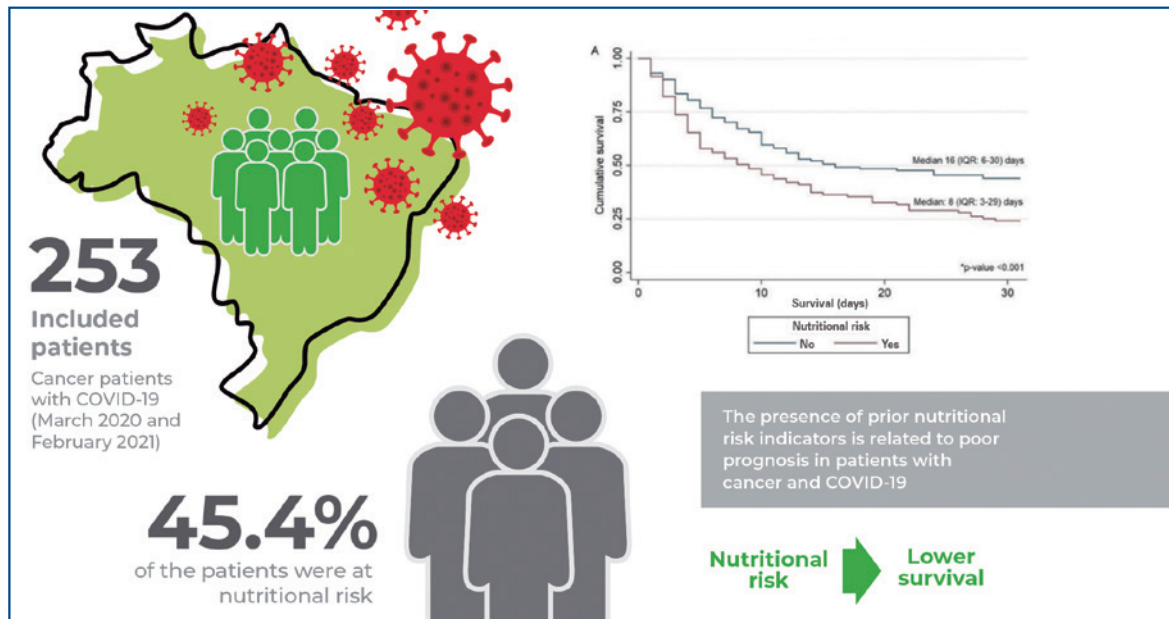 253
Included
patients
Cancer patients
with COVID-19
(March 2020 and
February 2021)
45.4%
of the patients were at
nutritional risk
A
Cumulative survival
1.00
0.75
0.50
0.25
0.00
Median 16 (IQR: 6-30) days
Median: 8 (IQR: 3-29) days
*p-value <0.001
0 10 20 30
Survival (days)
Nutritional risk
No Yes
The presence of prior nutritional
risk indicators is related to poor
prognosis in patients with
cancer and COVID-19
Nutritional Lower
risk survival